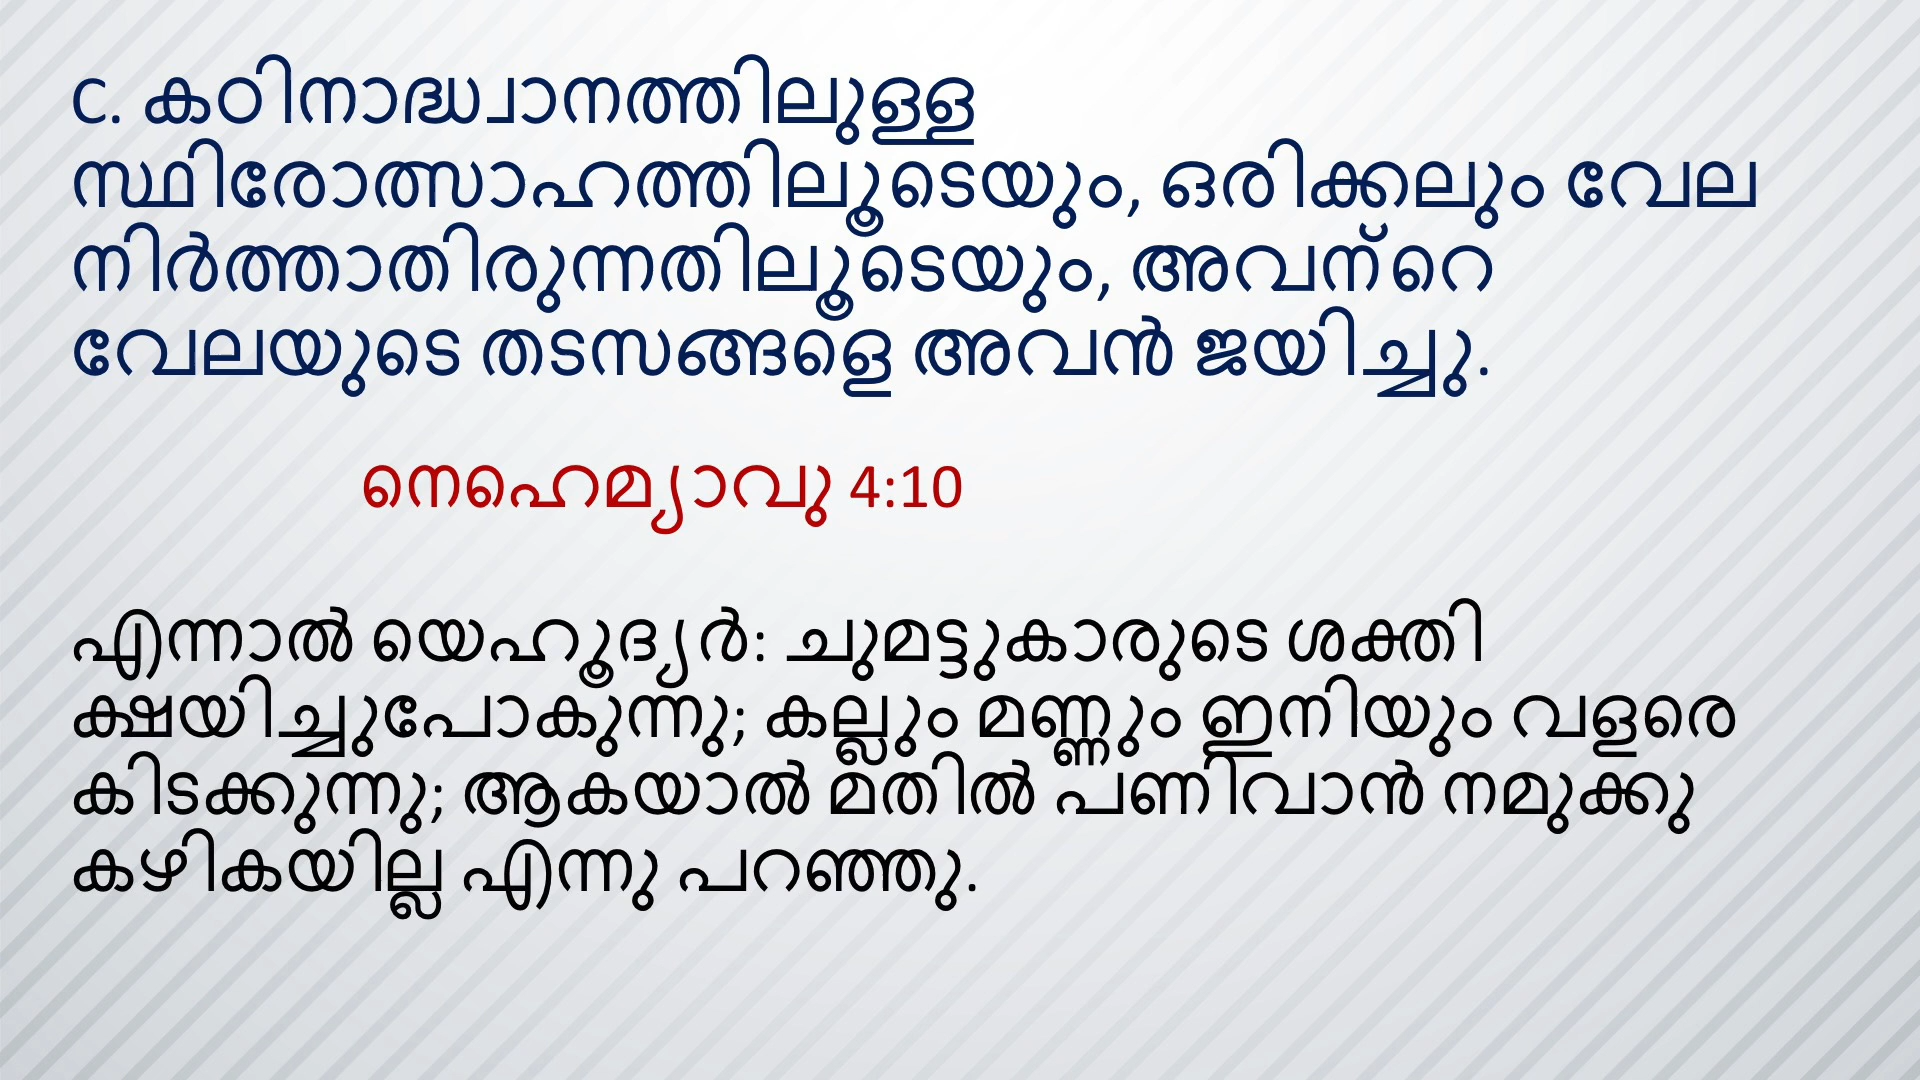 C. കഠിനാദ്ധ്വാനത്തിലുള്ള
സ്ഥിരോത്സാഹത്തിലൂടെയും, ഒരിക്കലും വേല
നിർത്താതിരുന്നതിലൂടെയും, അവന്‍റെ
വേലയുടെ തടസങ്ങളെ അവൻ ജയിച്ചു.
നെഹെമ്യാവു 4:10
എന്നാൽ യെഹൂദ്യർ: ചുമട്ടുകാരുടെ ശക്തി
ക്ഷയിച്ചുപോകുന്നു; കല്ലും മണ്ണും ഇനിയും വളരെ
കിടക്കുന്നു; ആകയാൽ മതിൽ പണിവാൻ നമുക്കു
കഴികയില്ല എന്നു പറഞ്ഞു.